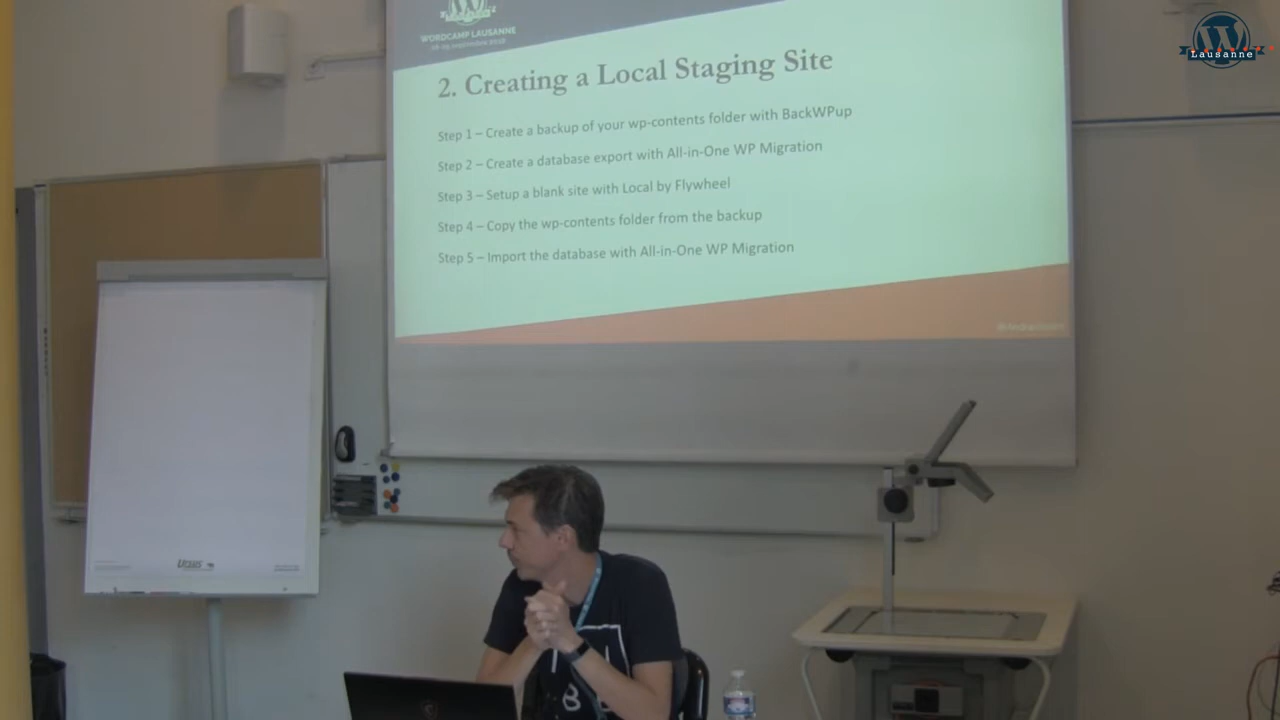 WORDCAMP LAUSANNE
2. Creating a Local Staging Site
Step 1 – Create a backup of your wp-contents folder with BackWPup
Step 2 – Create a database export with All-in-One WP Migration
Step 3 – Setup a blank site with Local by Flywheel
Step 4 – Copy the wp-contents folder from the backup
Step 5 – Import the database with All-in-One WP Migration
Lausanne